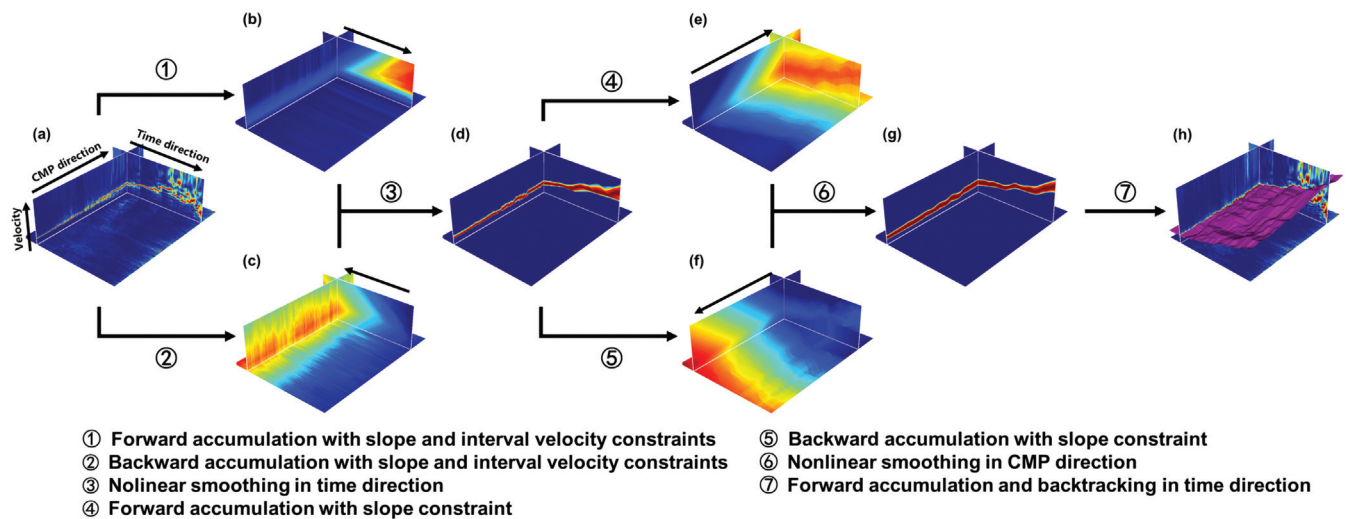 (b)
(e)
①
④
(a)
CMP direction
Time direction
Velocity
(d)
(g)
(h)
③
⑥
⑦
(c)
(f)
②
⑤
① Forward accumulation with slope and interval velocity constraints
② Backward accumulation with slope and interval velocity constraints
③ Nolinear smoothing in time direction
④ Forward accumulation with slope constraint
⑤ Backward accumulation with slope constraint
⑥ Nonlinear smoothing in CMP direction
⑦ Forward accumulation and backtracking in time direction